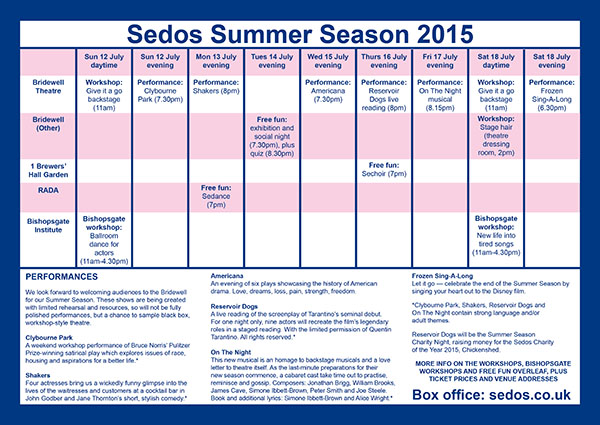 Sedos Summer Season 2015
Sun 12 July
daytime
Sun 12 July
evening
Mon 13 July
evening
Tues 14 July
evening
Wed 15 July
evening
Thurs 16 July
evening
Fri 17 July
evening
Sat 18 July
daytime
Sat 18 July
evening
Bridewell
Theatre
Workshop:
Give it a go
backstage
(11am)
Performance:
Clybourne
Park (7.30pm)
Performance:
Shakers (8pm)
Performance:
Americana
(7.30pm)
Performance:
Reservoir
Dogs live
reading (8pm)
Performance:
On The Night
musical
(8.15pm)
Workshop:
Give it a go
backstage
(11am)
Performance:
Frozen
Sing-A-Long
(6.30pm)
Bridewell
(Other)
Free fun:
exhibition and
social night
(7.30pm), plus
quiz (8.30pm)
Workshop:
Stage hair
(theatre
dressing
room, 2pm)
1 Brewers'
Hall Garden
Free fun:
Sechoir (7pm)
RADA
Free fun:
Sedance
(7pm)
Bishopsgate
Institute
Bishopsgate
workshop:
Ballroom
dance for
actors
(11am-4.30pm)
Bishopsgate
workshop:
New life into
tired songs
(11am-4.30pm)
PERFORMANCES
We look forward to welcoming audiences to the Bridewell
for our Summer Season. These shows are being created
with limited rehearsal and resources, so will not be fully
polished performances, but a chance to sample black box,
workshop-style theatre.
Clybourne Park
A weekend workshop performance of Bruce Norris' Pulitzer
Prize-winning satirical play which explores issues of race,
housing and aspirations for a better life.*
Shakers
Four actresses bring us a wickedly funny glimpse into the
lives of the waitresses and customers at a cocktail bar in
John Godber and Jane Thornton's short, stylish comedy.*
Americana
An evening of six plays showcasing the history of American
drama. Love, dreams, loss, pain, strength, freedom.
Reservoir Dogs
A live reading of the screenplay of Tarantino's seminal debut.
For one night only, nine actors will recreate the film's legendary
roles in a staged reading. With the limited permission of Quentin
Tarantino. All rights reserved.*
On The Night
This new musical is an homage to backstage musicals and a love
letter to theatre itself. As the last-minute preparations for their
new season commence, a cabaret cast take time out to practise,
reminisce and gossip. Composers: Jonathan Brigg, William Brooks,
James Cave, Simone Ibbett-Brown, Peter Smith and Joe Steele.
Book and additional lyrics: Simone Ibbett-Brown and Alice Wright.*
Frozen Sing-A-Long
Let it go — celebrate the end of the Summer Season by
singing your heart out to the Disney film.
*Clybourne Park, Shakers, Reservoir Dogs and
On The Night contain strong language and/or
adult themes.
Reservoir Dogs will be the Summer Season
Charity Night, raising money for the Sedos Charity
of the Year 2015, Chickenshed.
MORE INFO ON THE WORKSHOPS, BISHOPSGATE
WORKSHOPS AND FREE FUN OVERLEAF, PLUS
TICKET PRICES AND VENUE ADDRESSES
Box office: sedos.co.uk